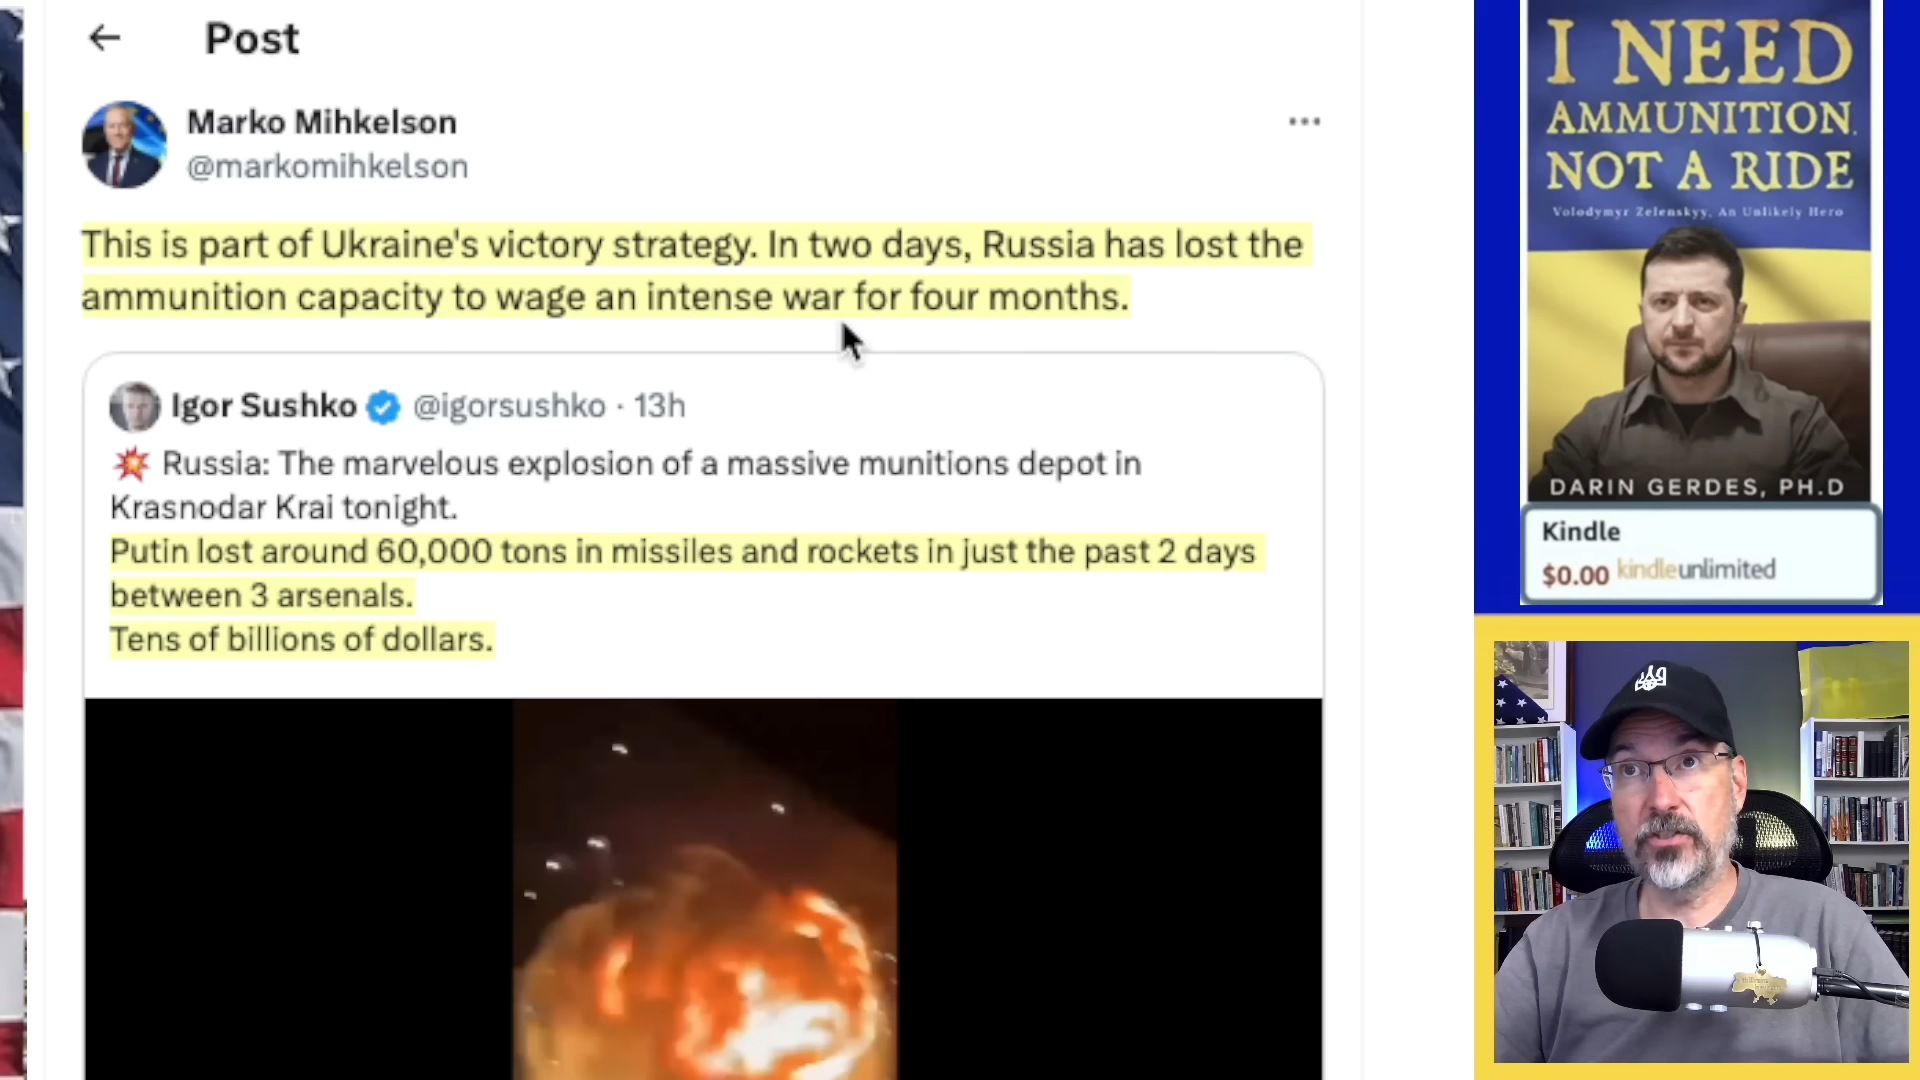 Post
Marko Mihkelson
@markomihkelson
This is part of Ukraine's victory strategy. In two days, Russia has lost the
ammunition capacity to wage an intense war for four months.
Igor Sushko @igorsushko · 13h
💥 Russia: The marvelous explosion of a massive munitions depot in
Krasnodar Krai tonight.
Putin lost around 60,000 tons in missiles and rockets in just the past 2 days
between 3 arsenals.
Tens of billions of dollars.
I NEED
AMMUNITION,
NOT A RIDE
Volodymyr Zelenskyy, An Unlikely Hero
DARIN GERDES, PH.D
Kindle
$0.00 kindleunlimited